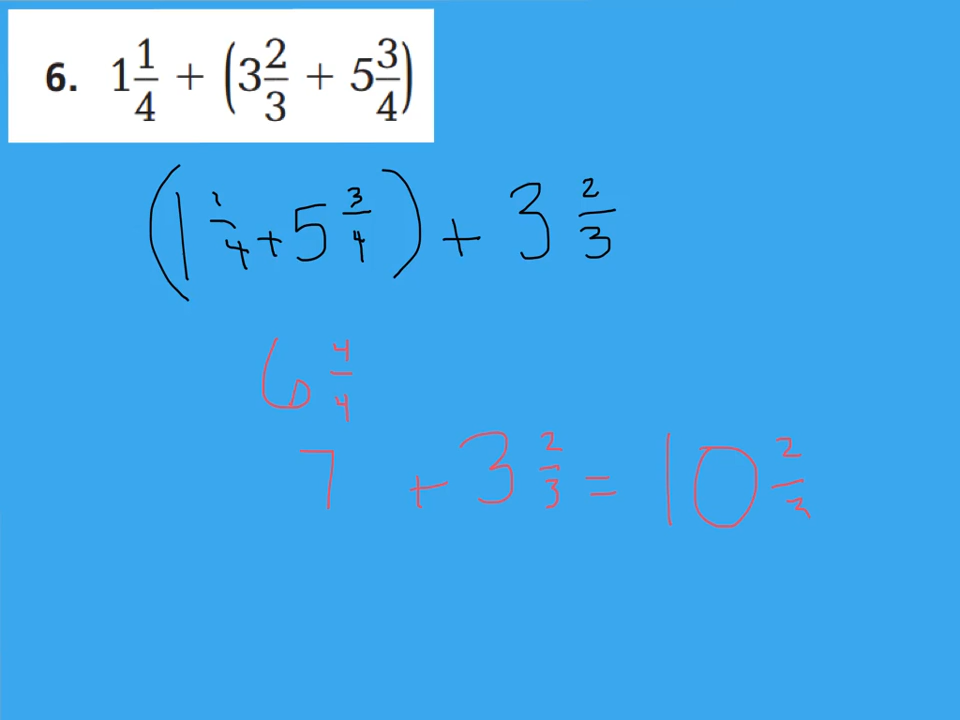 6. 1 1/4 + (3 2/3 + 5 3/4)
(1 1/4 + 5 3/4) + 3 2/3
6 4/4
7 + 3 2/3 = 10 2/3